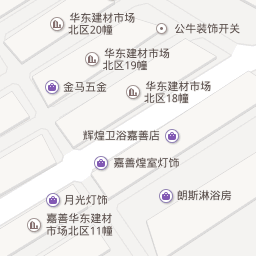 华东建材市场
北区20幢
公牛装饰开关
华东建材市场
北区19幢
金马五金
华东建材市场
北区18幢
辉煌卫浴嘉善店
嘉善煌室灯饰
月光灯饰
朗斯淋浴房
嘉善华东建材
市场北区11幢